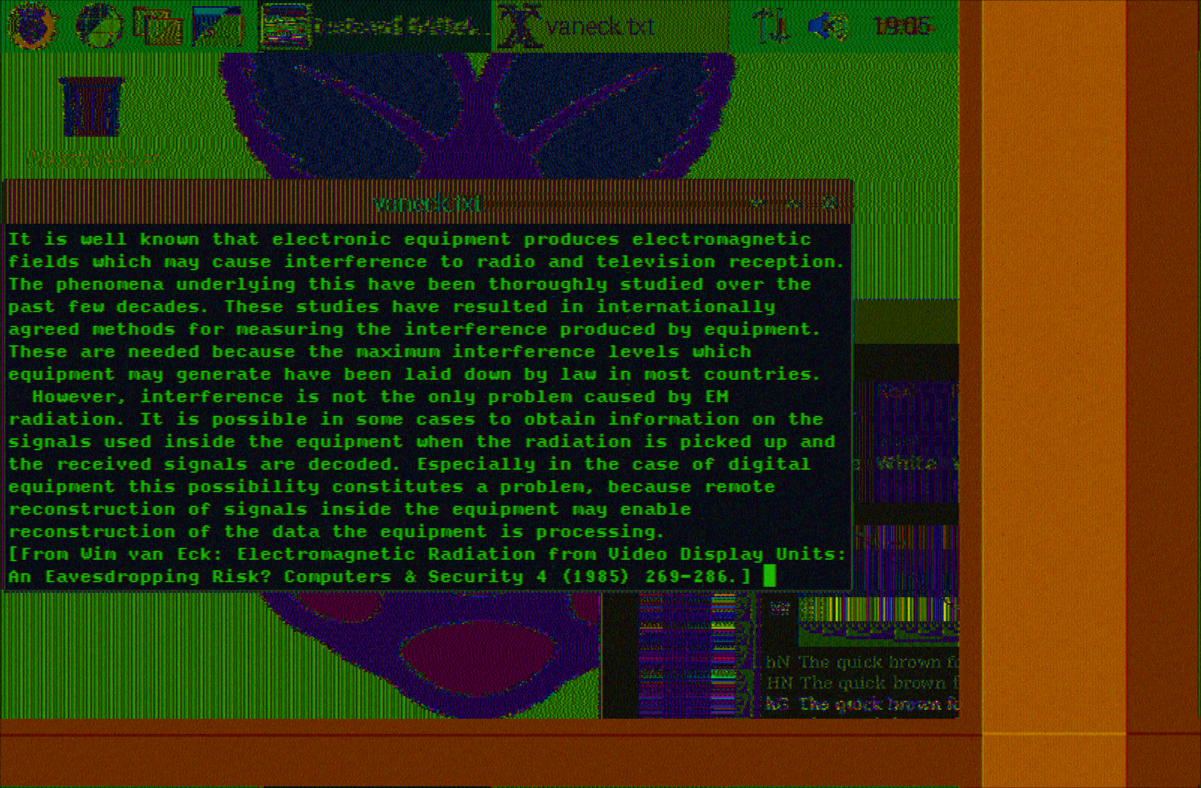 vaneck.txt
19:05
vaneck.txt
It is well known that electronic equipment produces electromagnetic
fields which may cause interference to radio and television reception.
The phenomena underlying this have been thoroughly studied over the
past few decades. These studies have resulted in internationally
agreed methods for measuring the interference produced by equipment.
These are needed because the maximum interference levels which
equipment may generate have been laid down by law in most countries.
However, interference is not the only problem caused by EM
radiation. It is possible in some cases to obtain information on the
signals used inside the equipment when the radiation is picked up and
the received signals are decoded. Especially in the case of digital
equipment this possibility constitutes a problem, because remote
reconstruction of signals inside the equipment may enable
reconstruction of the data the equipment is processing.
[From Wim van Eck: Electromagnetic Radiation from Video Display Units:
An Eavesdropping Risk? Computers & Security 4 (1985) 269-286.]
White
hN The quick brown
HN The quick brown f
hG The quick brown